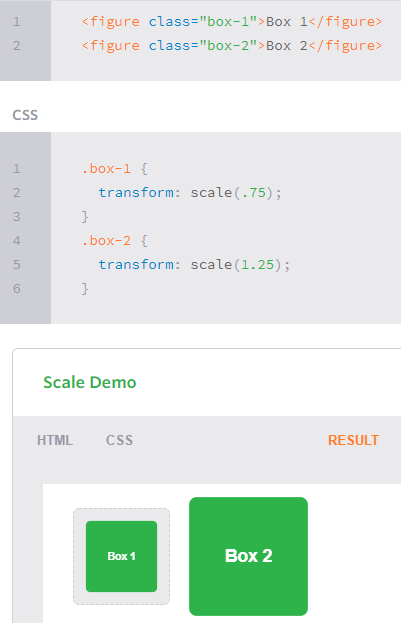 1 <figure class="box-1">Box 1</figure>
2 <figure class="box-2">Box 2</figure>
CSS
1 .box-1 {
2   transform: scale(.75);
3 }
4 .box-2 {
5   transform: scale(1.25);
6 }
Scale Demo
HTML CSS RESULT
Box 1 Box 2